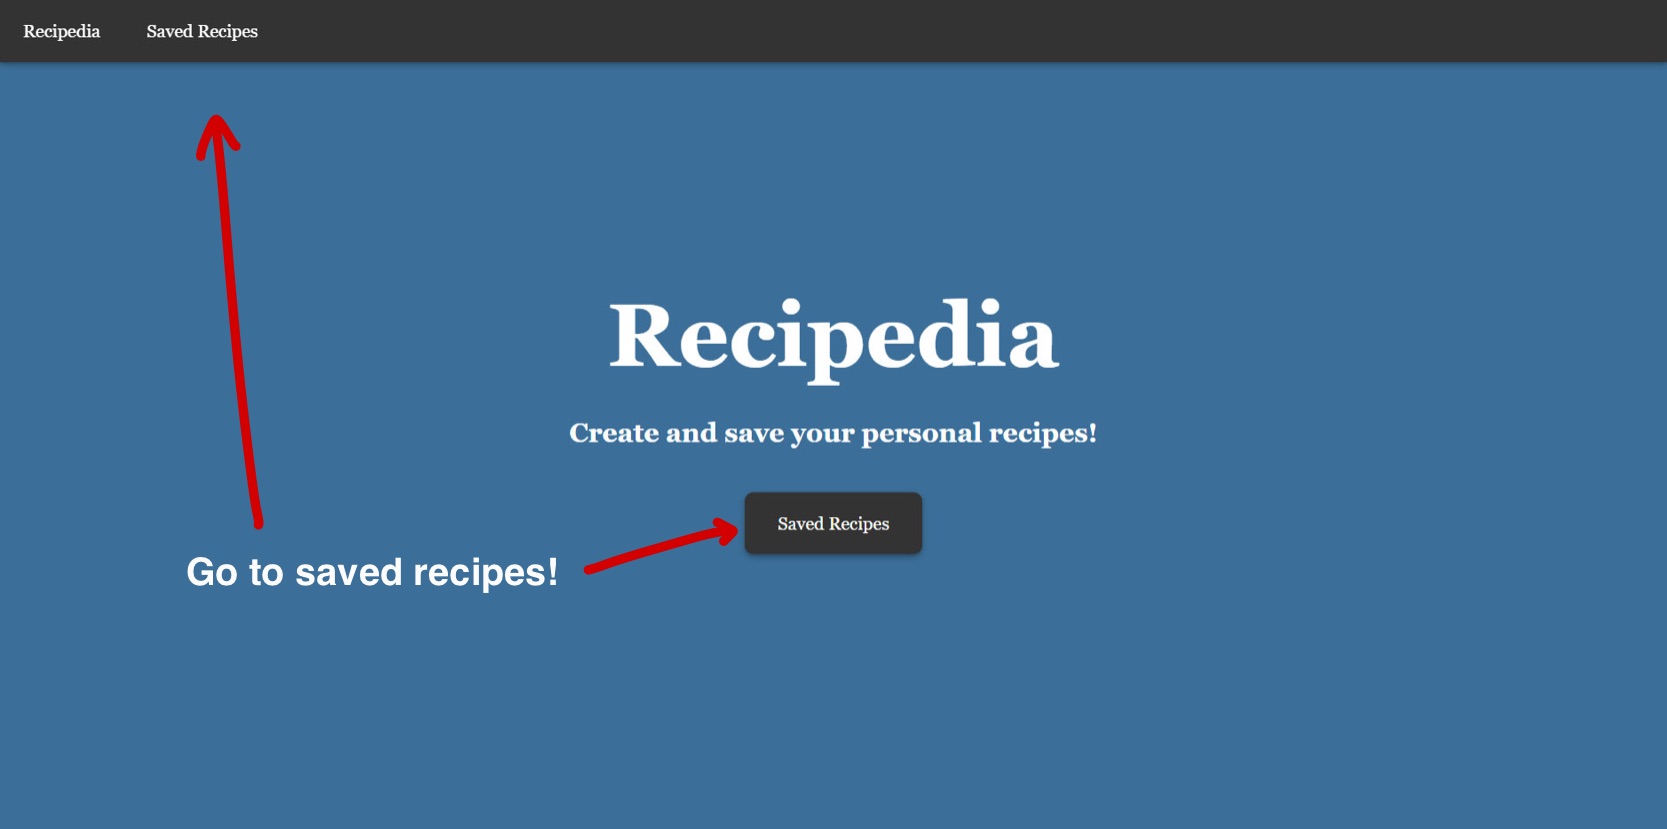 Recipedia Saved Recipes
Recipedia
Create and save your personal recipes!
Saved Recipes
Go to saved recipes!